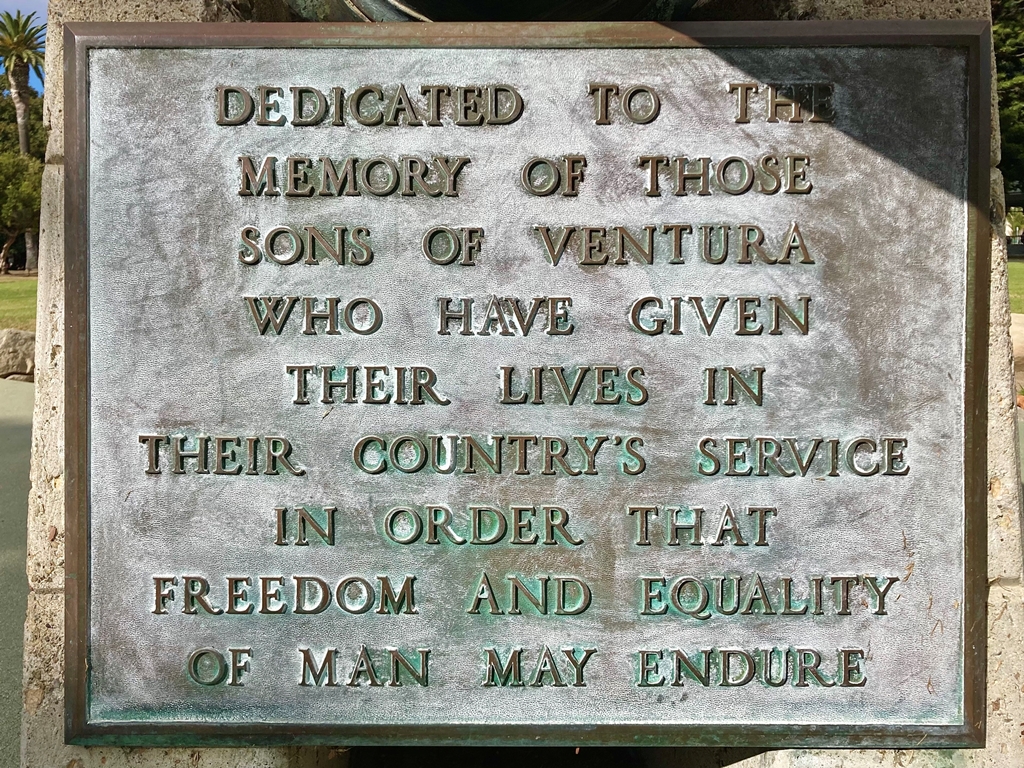 DEDICATED TO THE
MEMORY OF THOSE
SONS OF VENTURA
WHO HAVE GIVEN
THEIR LIVES IN
THEIR COUNTRY'S SERVICE
IN ORDER THAT
FREEDOM AND EQUALITY
OF MAN MAY ENDURE